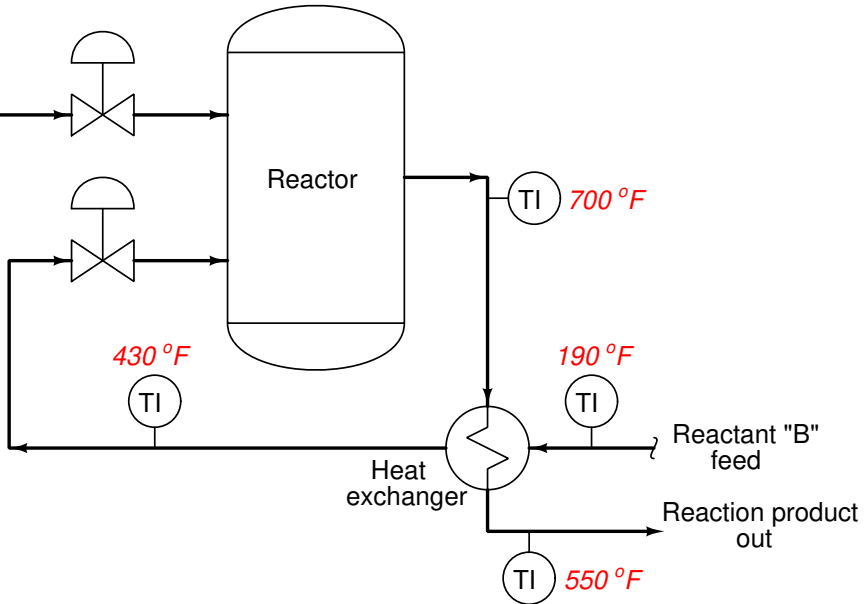 Reactor
TI
700 °F
430 °F
190 °F
TI
TI
Reactant "B"
feed
Heat
exchanger
Reaction product
out
TI
550 °F